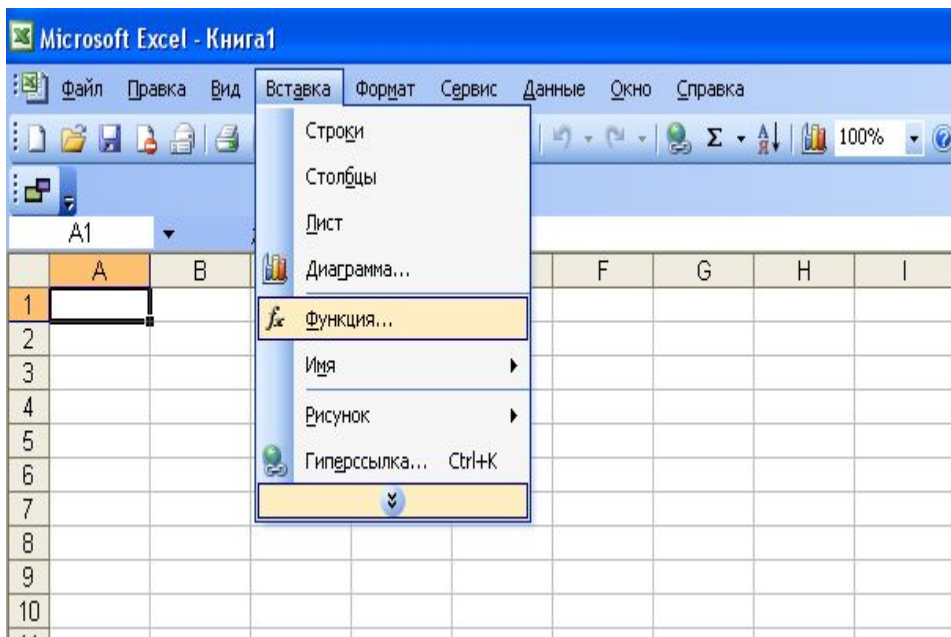 Microsoft Excel - Книга1
Файл Правка Вид Вставка Формат Сервис Данные Окно Справка
Σ А Я 100%
A1
Строки
Столбцы
Лист
Диаграмма...
fx Функция...
Имя
Рисунок
Гиперссылка... Ctrl+K
A B F G H I
1
2
3
4
5
6
7
8
9
10